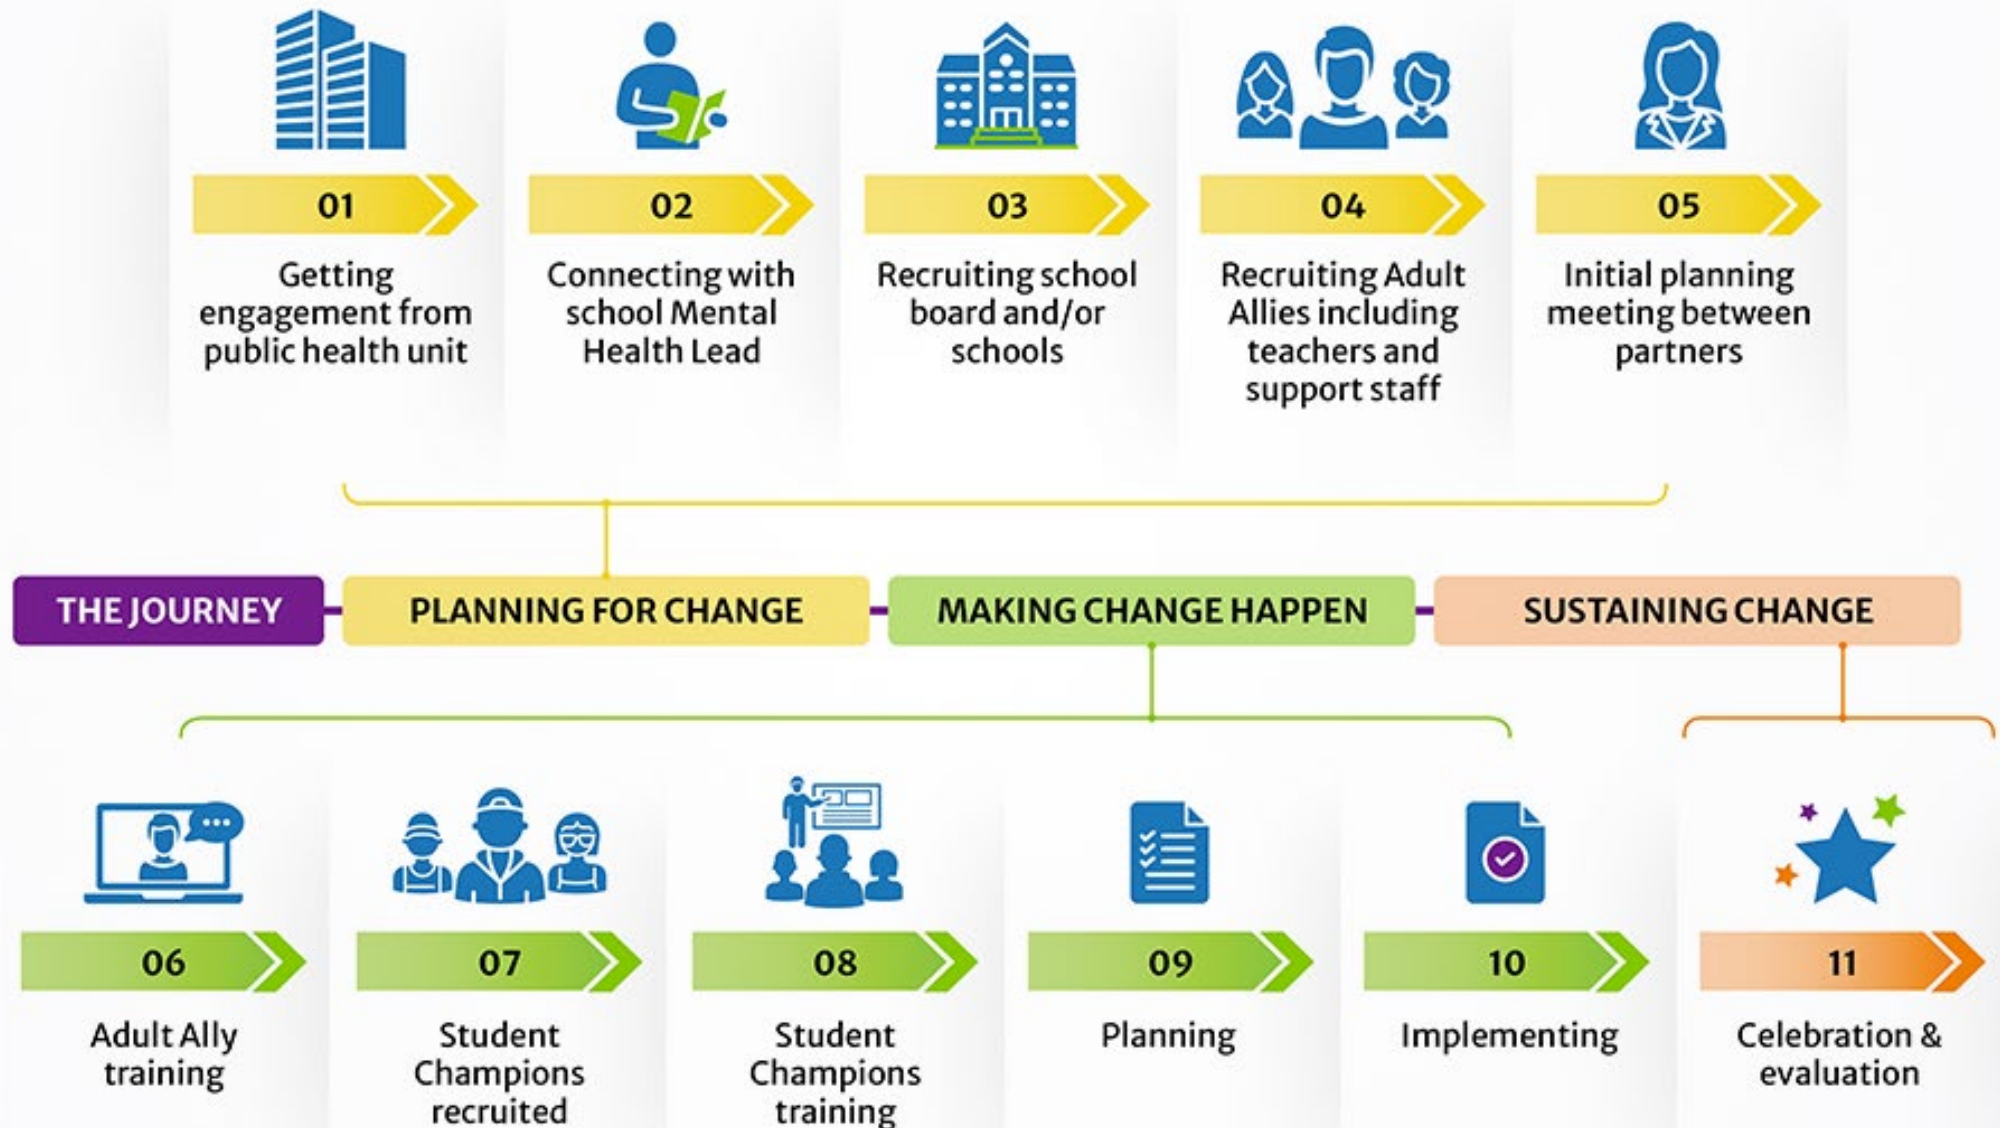 01
Getting
engagement from
public health unit
02
Connecting with
school Mental
Health Lead
03
Recruiting school
board and/or
schools
04
Recruiting Adult
Allies including
teachers and
support staff
05
Initial planning
meeting between
partners
THE JOURNEY
PLANNING FOR CHANGE
MAKING CHANGE HAPPEN
SUSTAINING CHANGE
06
Adult Ally
training
07
Student
Champions
recruited
08
Student
Champions
training
09
Planning
10
Implementing
11
Celebration &
evaluation